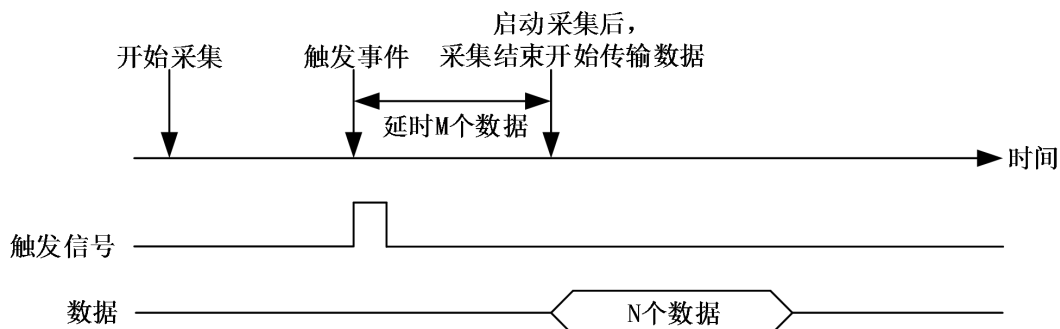 启动采集后，
开始采集
触发事件
采集结束开始传输数据
延时M个数据
时间
触发信号
数据
N个数据